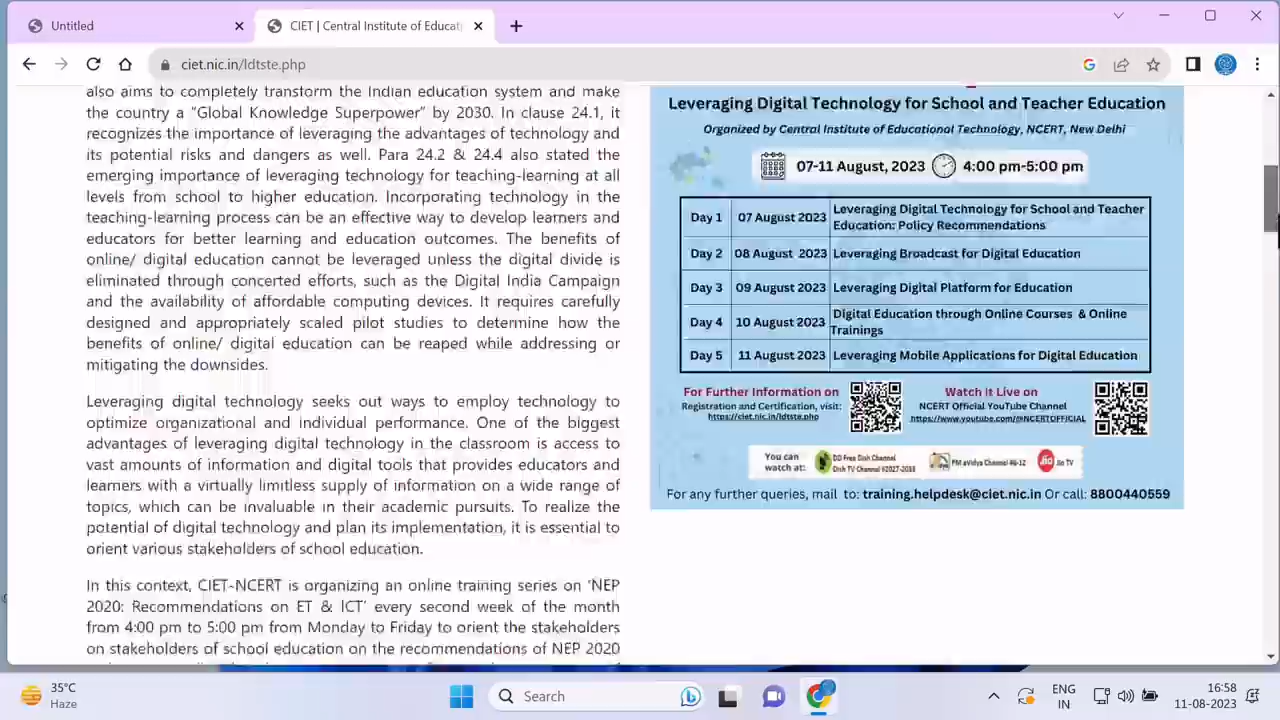 Untitled
CIET | Central Institute of Educat
ciet.nic.in/ldtste.php
also aims to completely transform the Indian education system and make
the country a “Global Knowledge Superpower” by 2030. In clause 24.1, it
recognizes the importance of leveraging the advantages of technology and
its potential risks and dangers as well. Para 24.2 & 24.4 also stated the
emerging importance of leveraging technology for teaching-learning at all
levels from school to higher education. Incorporating technology in the
teaching-learning process can be an effective way to develop learners and
educators for better learning and education outcomes. The benefits of
online/ digital education cannot be leveraged unless the digital divide is
eliminated through concerted efforts, such as the Digital India Campaign
and the availability of affordable computing devices. It requires carefully
designed and appropriately scaled pilot studies to determine how the
benefits of online/ digital education can be reaped while addressing or
mitigating the downsides.
Leveraging digital technology seeks out ways to employ technology to
optimize organizational and individual performance. One of the biggest
advantages of leveraging digital technology in the classroom is access to
vast amounts of information and digital tools that provides educators and
learners with a virtually limitless supply of information on a wide range of
topics, which can be invaluable in their academic pursuits. To realize the
potential of digital technology and plan its implementation, it is essential to
orient various stakeholders of school education.
In this context, CIET-NCERT is organizing an online training series on ‘NEP
2020: Recommendations on ET & ICT’ every second week of the month
from 4:00 pm to 5:00 pm from Monday to Friday to orient the stakeholders
on stakeholders of school education on the recommendations of NEP 2020
Leveraging Digital Technology for School and Teacher Education
Organized by Central Institute of Educational Technology, NCERT, New Delhi
07-11 August, 2023 4:00 pm-5:00 pm
Day 1 07 August 2023 Leveraging Digital Technology for School and Teacher
Education: Policy Recommendations
Day 2 08 August 2023 Leveraging Broadcast for Digital Education
Day 3 09 August 2023 Leveraging Digital Platform for Education
Day 4 10 August 2023 Digital Education through Online Courses & Online
Trainings
Day 5 11 August 2023 Leveraging Mobile Applications for Digital Education
For Further Information on
Registration and Certification, visit:
https://ciet.nic.in/ldtste.php
Watch It Live on
NCERT Official YouTube Channel
https://www.youtube.com/@NCERTOFFICIAL
You can
watch at:
DD Free Dish Channel
Dish TV Channel #2027-2033
PM eVidya Channel #6-12
Jio
Jio TV
For any further queries, mail to: training.helpdesk@ciet.nic.in Or call: 8800440559
35°C
Haze
Search
ENG
IN
16:58
11-08-2023